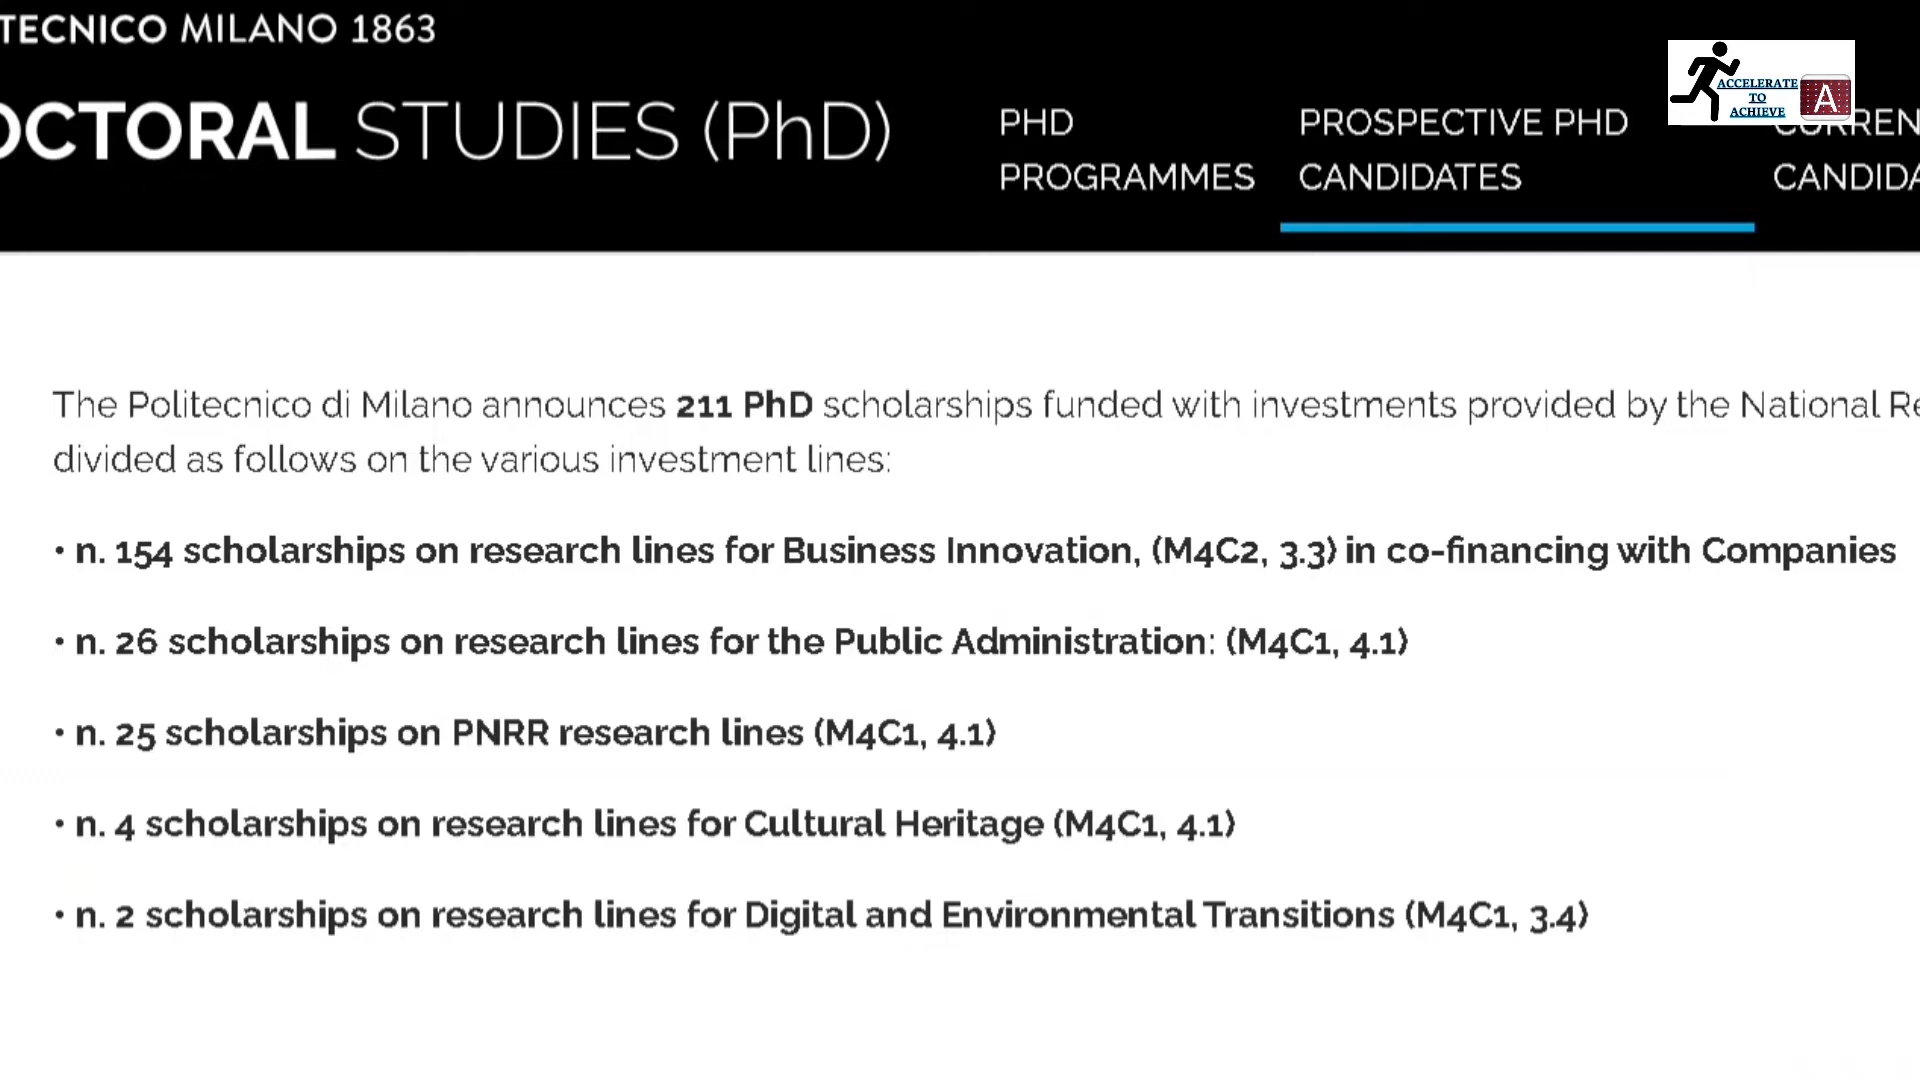 TECNICO MILANO 1863
OCTORAL STUDIES (PhD)
PHD
PROGRAMMES
PROSPECTIVE PHD
CANDIDATES
CURREN
CANDIDA
ACCELERATE
TO
ACHIEVE
A
The Politecnico di Milano announces 211 PhD scholarships funded with investments provided by the National Re
divided as follows on the various investment lines:
• n. 154 scholarships on research lines for Business Innovation, (M4C2, 3.3) in co-financing with Companies
• n. 26 scholarships on research lines for the Public Administration: (M4C1, 4.1)
• n. 25 scholarships on PNRR research lines (M4C1, 4.1)
• n. 4 scholarships on research lines for Cultural Heritage (M4C1, 4.1)
• n. 2 scholarships on research lines for Digital and Environmental Transitions (M4C1, 3.4)